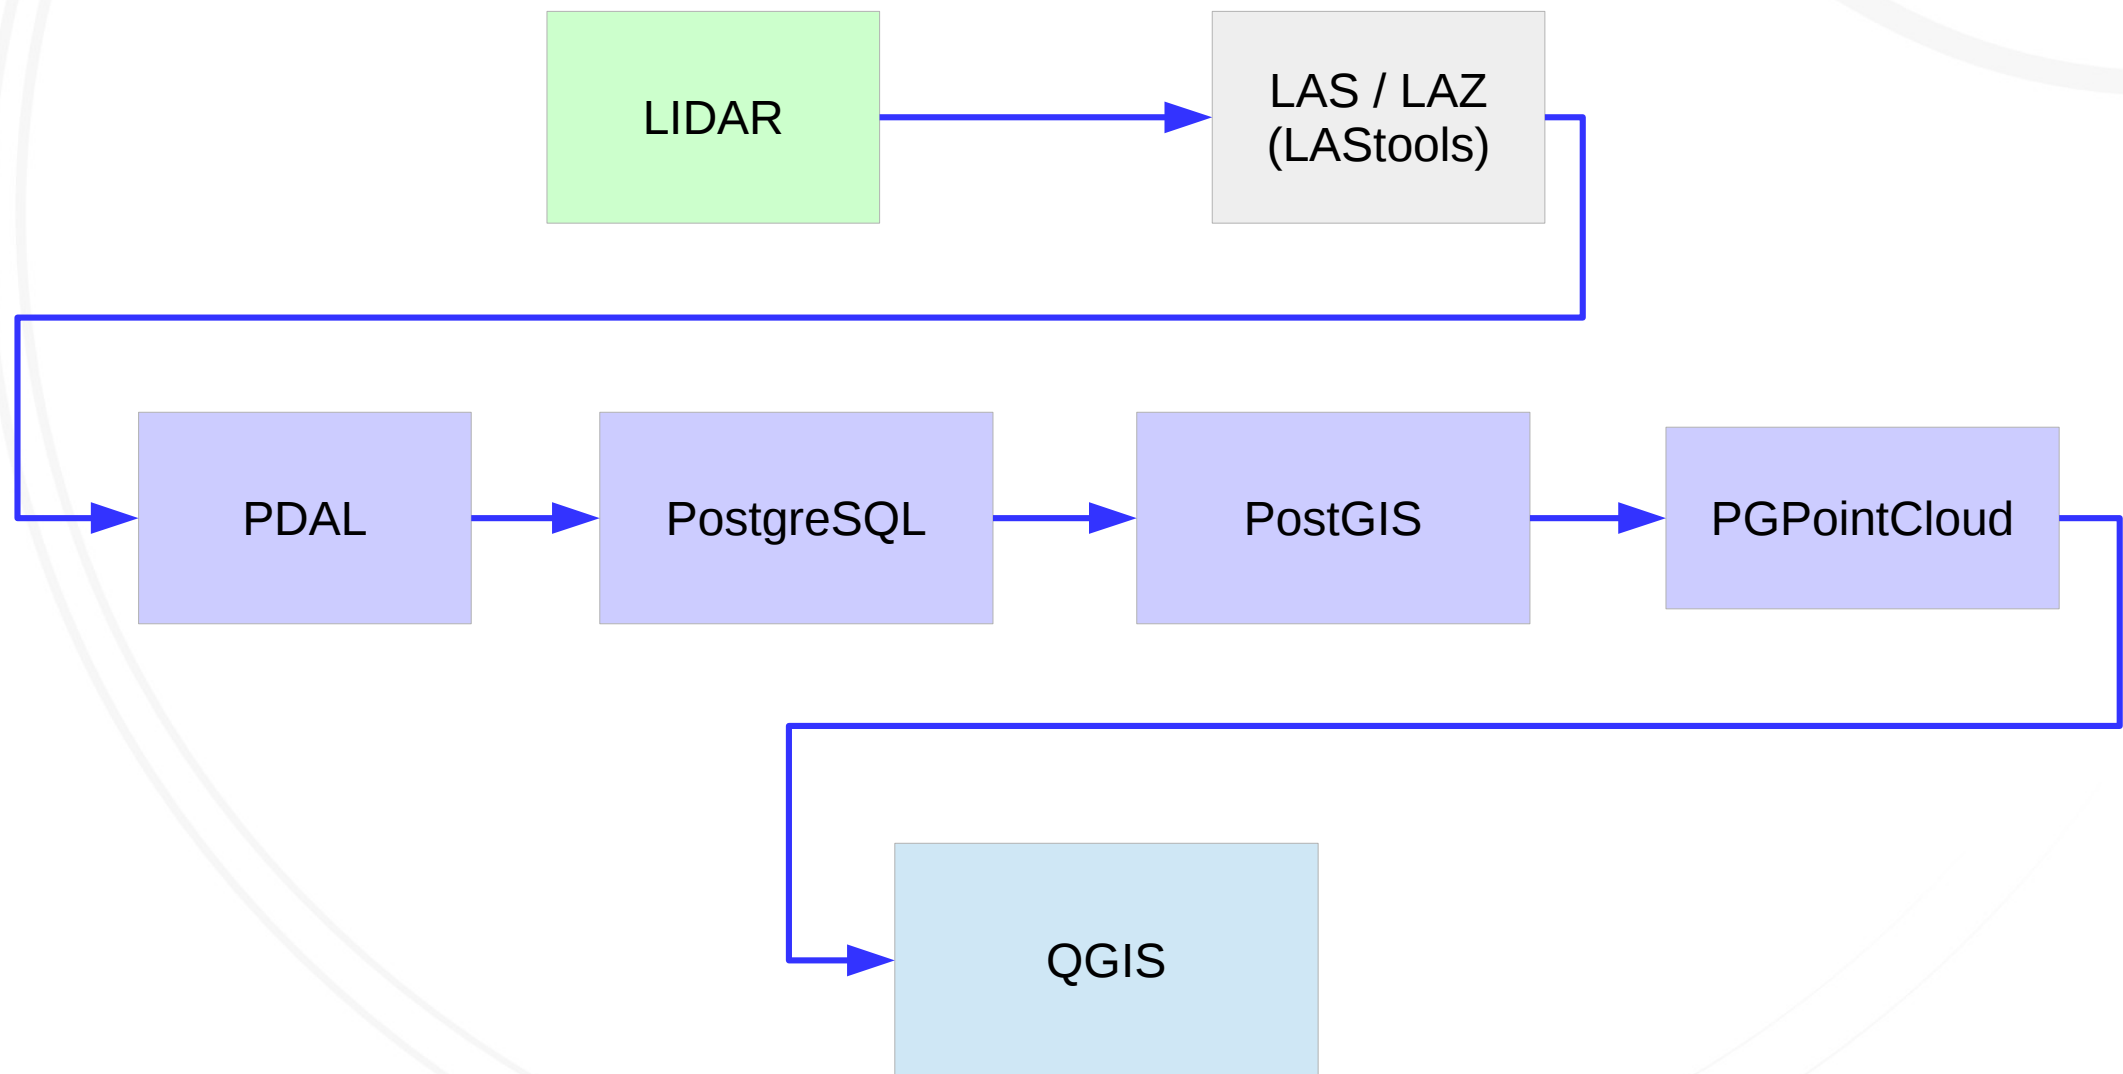 LIDAR
LAS / LAZ
(LAStools)
PDAL
PostgreSQL
PostGIS
PGPointCloud
QGIS